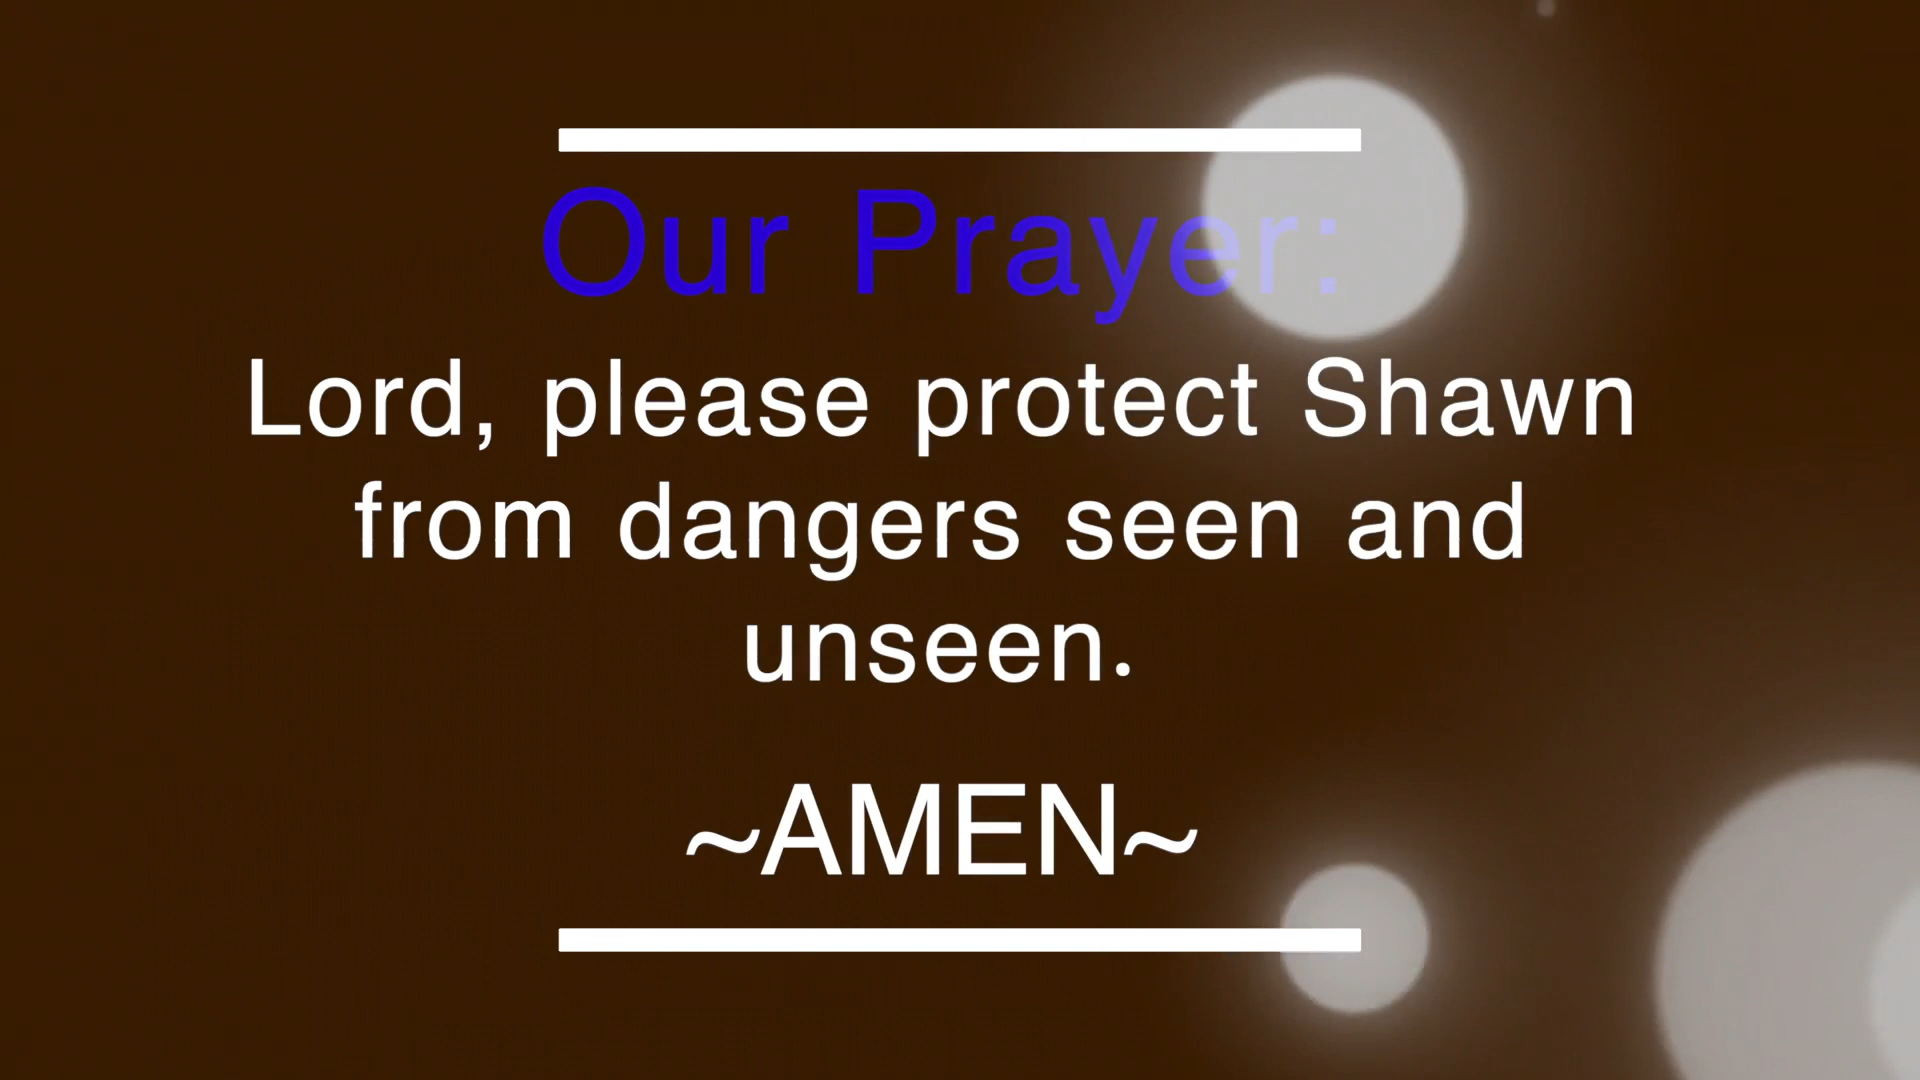 Our Prayer:
Lord, please protect Shawn
from dangers seen and
unseen.
~AMEN~